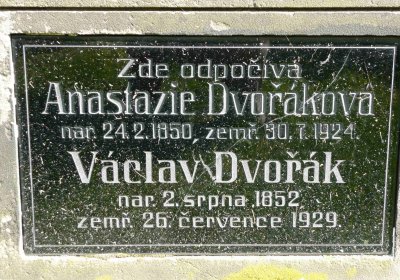 Zde odpočívá
Anastazie Dvořáková
nar. 24.2.1850, zemř. 30.7.1924.
Václav Dvořák
nar. 2. srpna 1852,
zemř. 26. července 1929.